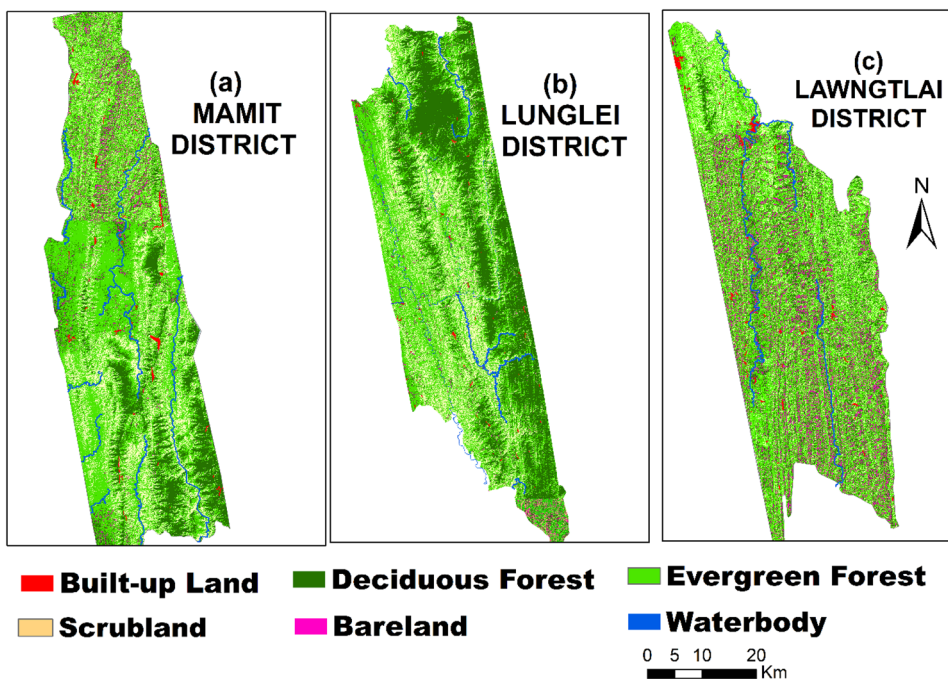 (a)
MAMIT
DISTRICT
(b)
LUNGLEI
DISTRICT
(c)
LAWNGTLAI
DISTRICT
N
Built-up Land
Deciduous Forest
Evergreen Forest
Scrubland
Bareland
Waterbody
0 5 10 20
Km